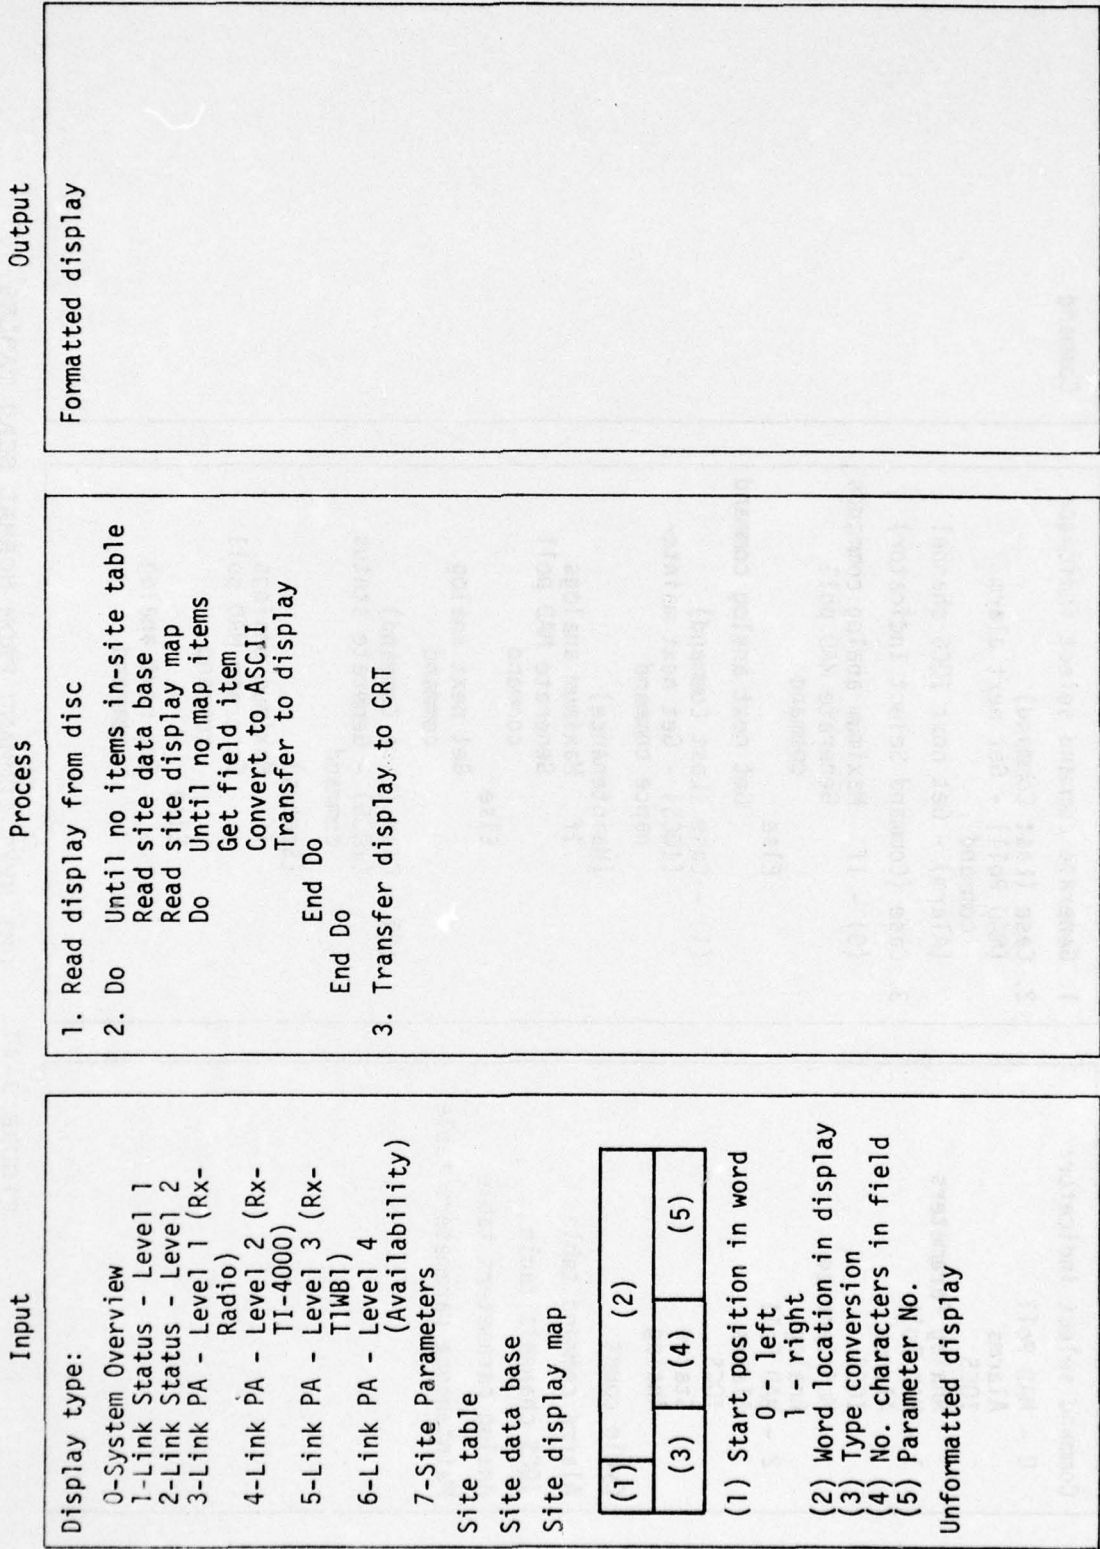 Input
Display type:
0-System Overview
1-Link Status - Level 1
2-Link Status - Level 2
3-Link PA - Level 1 (Rx-
Radio)
4-Link PA - Level 2 (Rx-
TI-4000)
5-Link PA - Level 3 (Rx-
T1WB1)
6-Link PA - Level 4
(Availability)
7-Site Parameters
Site table
Site data base
Site display map
(1) (2)
(3) (4) (5)
(1) Start position in word
0 - left
1 - right
(2) Word location in display
(3) Type conversion
(4) No. characters in field
(5) Parameter No.
Unformatted display
Process
1. Read display from disc
2. Do Until no items in-site table
Read site data base
Read site display map
Do Until no map items
Get field item
Convert to ASCII
Transfer to display
End Do
End Do
3. Transfer display to CRT
Output
Formatted display